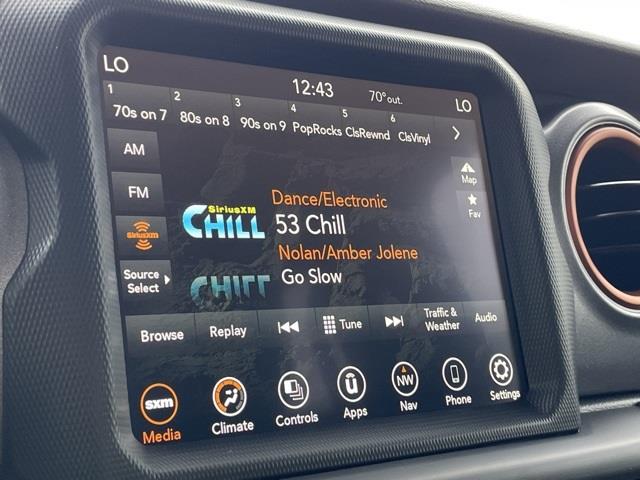 LO
12:43
70° out.
LO
1 70s on 7
2 80s on 8
3 90s on 9
4 PopRocks
5 ClsRewnd
6 ClsVinyl
AM
FM
SiriusXM
Source
Select
Map
Fav
SiriusXM
CHILL
Dance/Electronic
53 Chill
Nolan/Amber Jolene
Go Slow
Browse
Replay
Tune
Traffic &
Weather
Audio
sxm
NW
Media
Climate
Controls
Apps
Nav
Phone
Settings